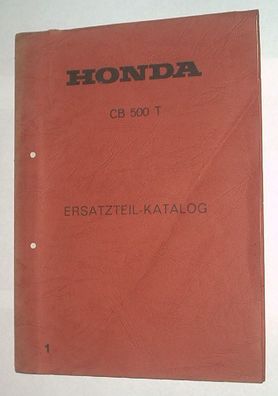 HONDA
CB 500 T
ERSATZTEIL-KATALOG
1